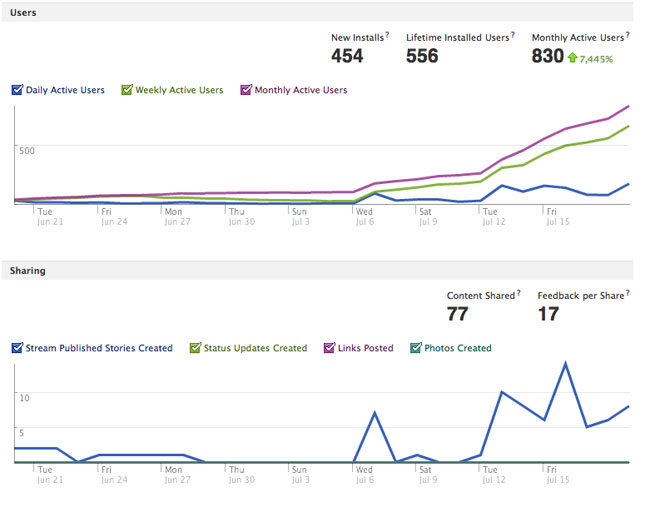 Users
New Installs? Lifetime Installed Users? Monthly Active Users?
454 556 830 7,445%
Daily Active Users Weekly Active Users Monthly Active Users
500
Tue Fri Mon Thu Sun Wed Sat Tue Fri
Jun 21 Jun 24 Jun 27 Jun 30 Jul 3 Jul 6 Jul 9 Jul 12 Jul 15
Sharing
Content Shared? Feedback per Share?
77 17
Stream Published Stories Created Status Updates Created Links Posted Photos Created
10
5
Tue Fri Mon Thu Sun Wed Sat Tue Fri
Jun 21 Jun 24 Jun 27 Jun 30 Jul 3 Jul 6 Jul 9 Jul 12 Jul 15